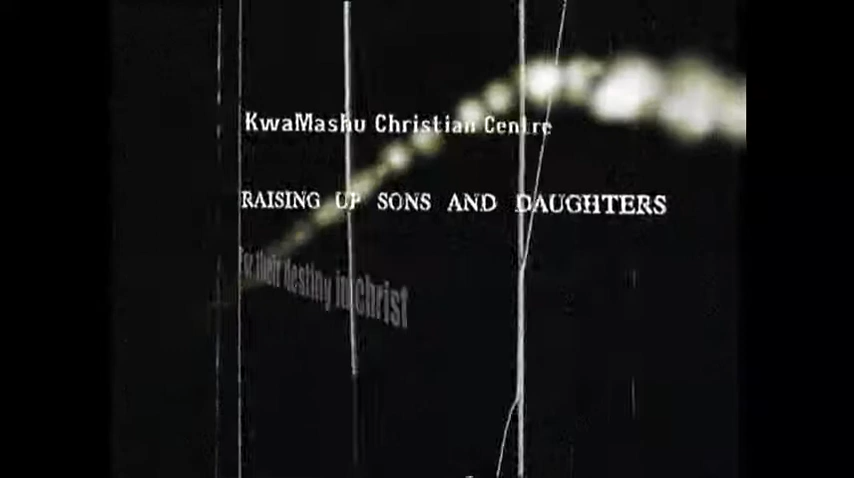 KwaMashu Christian Centre
RAISING UP SONS AND DAUGHTERS
For their destiny in christ